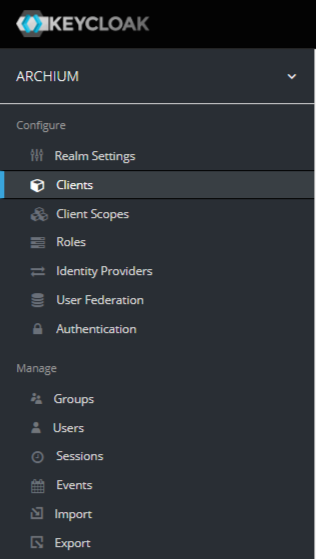 KEYCLOAK
ARCHIUM
Configure
Realm Settings
Clients
Client Scopes
Roles
Identity Providers
User Federation
Authentication
Manage
Groups
Users
Sessions
Events
Import
Export